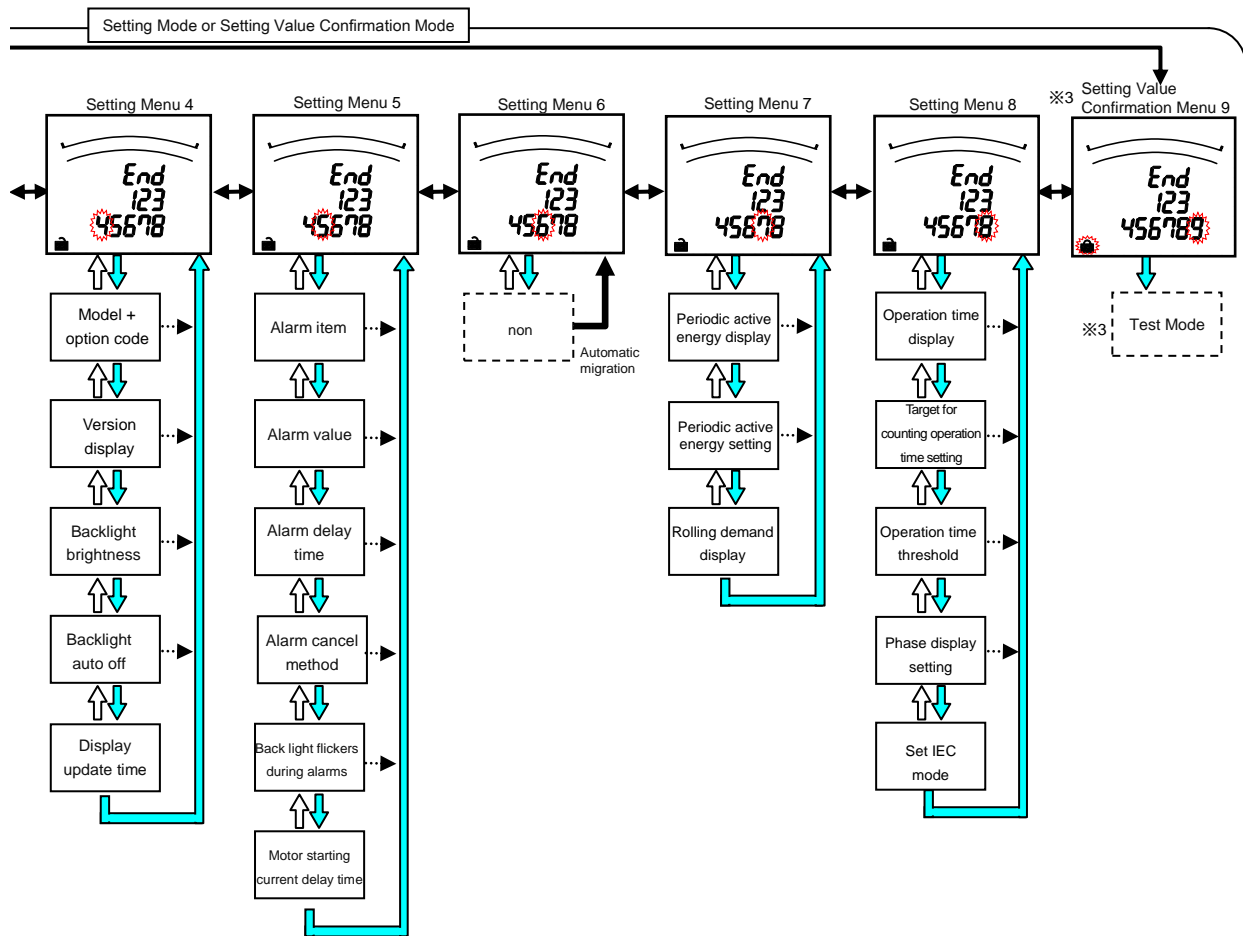 Setting Mode or Setting Value Confirmation Mode
Setting Menu 4
End
123
45678
Model +
option code
Version
display
Backlight
brightness
Backlight
auto off
Display
update time
Setting Menu 5
End
123
45678
Alarm item
Alarm value
Alarm delay
time
Alarm cancel
method
Back light flickers
during alarms
Motor starting
current delay time
Setting Menu 6
End
123
45678
non
Automatic
migration
Setting Menu 7
End
123
45678
Periodic active
energy display
Periodic active
energy setting
Rolling demand
display
Setting Menu 8
End
123
45678
Operation time
display
Target for
counting operation
time setting
Operation time
threshold
Phase display
setting
Set IEC
mode
※3 Setting Value
Confirmation Menu 9
End
123
456789
※3 Test Mode